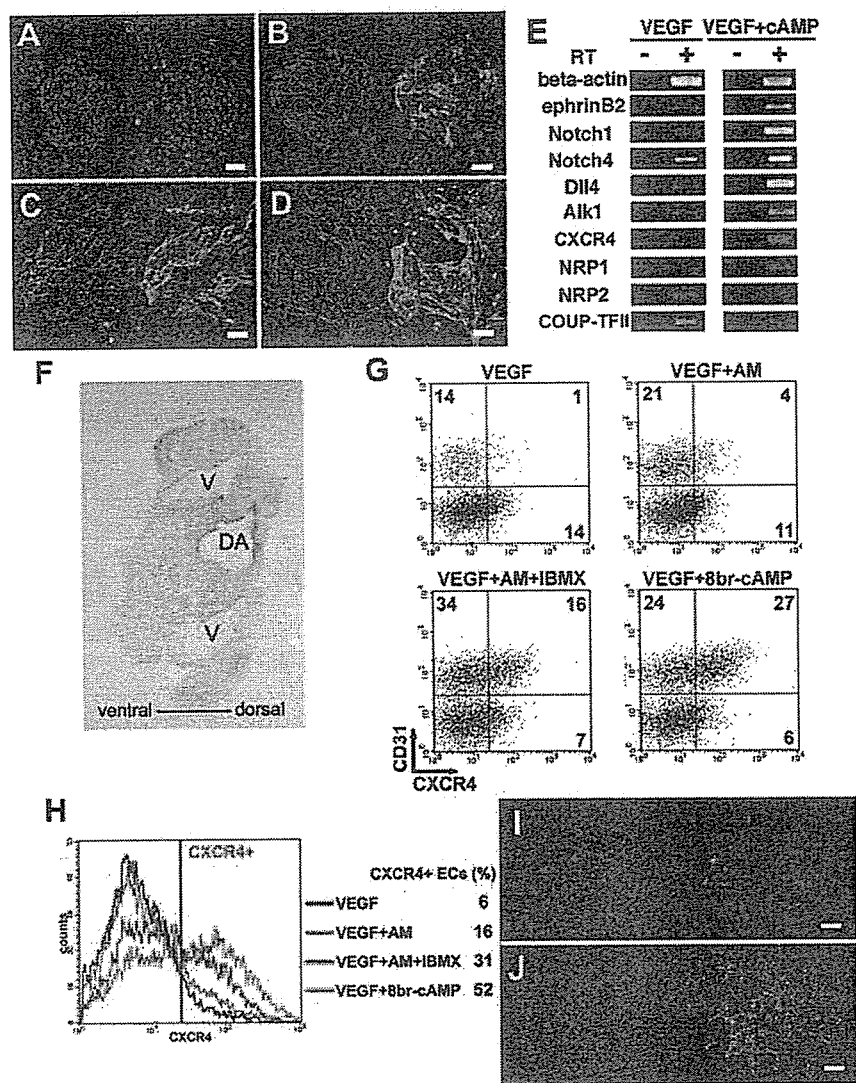 A
B
C
D
E
VEGF VEGF+cAMP
RT - + - +
beta-actin
ephrinB2
Notch1
Notch4
Dll4
Alk1
CXCR4
NRP1
NRP2
COUP-TFII
F
V
DA
V
ventral dorsal
G
VEGF
14 1
14
VEGF+AM
21 4
11
VEGF+AM+IBMX
34 16
7
VEGF+8br-cAMP
24 27
6
CD31
CXCR4
H
CXCR4+
counts
CXCR4
CXCR4+ ECs (%)
VEGF 6
VEGF+AM 16
VEGF+AM+IBMX 31
VEGF+8br-cAMP 52
I
J